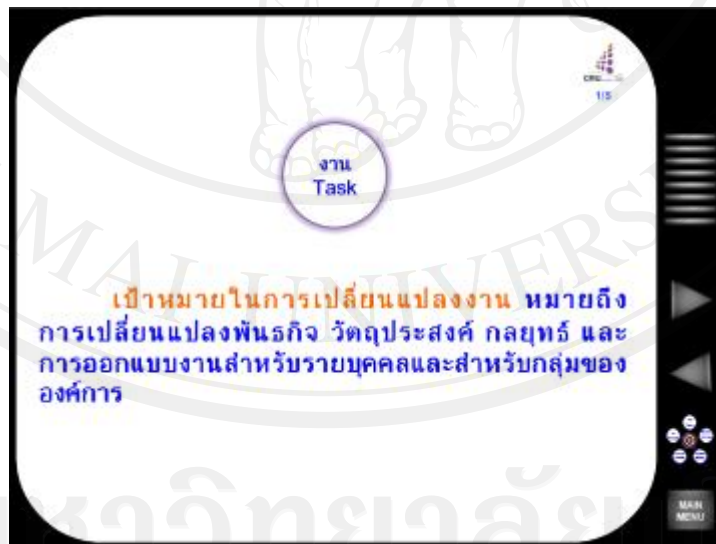 1/5
งาน
Task
เป้าหมายในการเปลี่ยนแปลงงาน หมายถึง
การเปลี่ยนแปลงพันธกิจ วัตถุประสงค์ กลยุทธ์ และ
การออกแบบงานสำหรับรายบุคคลและสำหรับกลุ่มของ
องค์การ
MAIN
MENU